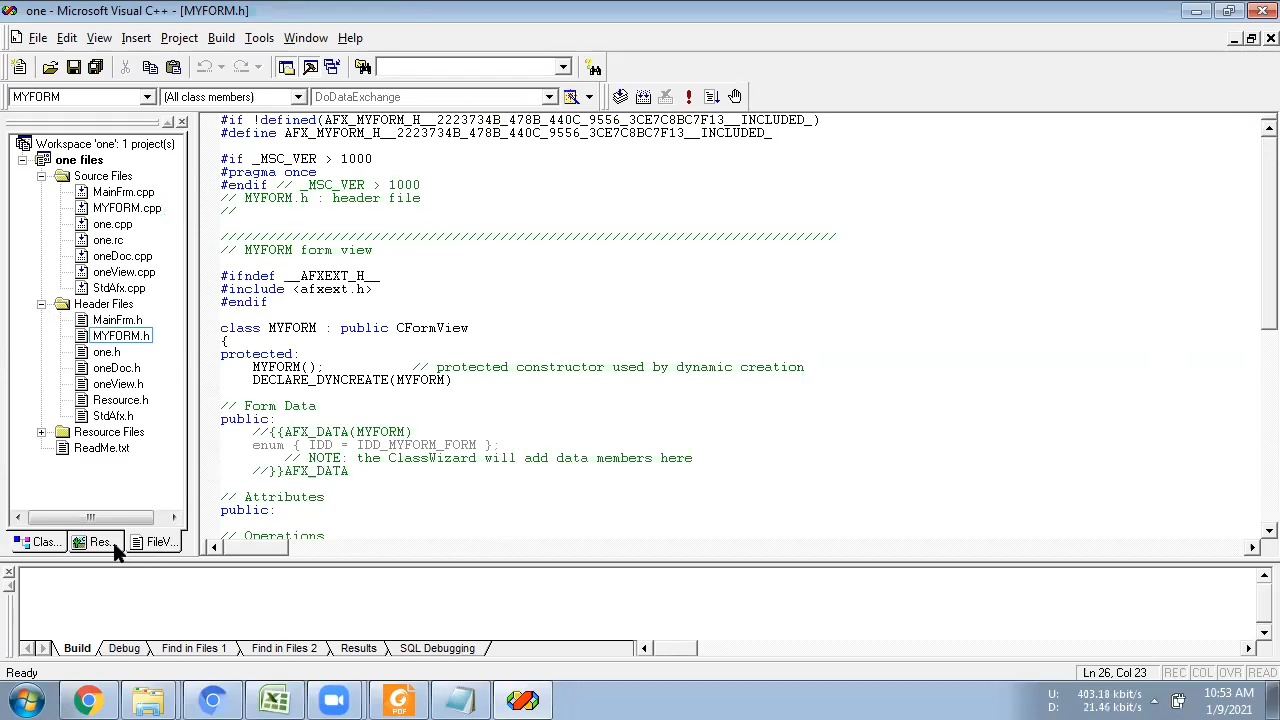 one - Microsoft Visual C++ - [MYFORM.h]
File Edit View Insert Project Build Tools Window Help
MYFORM (All class members) DoDataExchange
Workspace 'one': 1 project(s)
one files
Source Files
MainFrm.cpp
MYFORM.cpp
one.cpp
one.rc
oneDoc.cpp
oneView.cpp
StdAfx.cpp
Header Files
MainFrm.h
MYFORM.h
one.h
oneDoc.h
oneView.h
Resource.h
StdAfx.h
Resource Files
ReadMe.txt
Clas... Res... FileV...
#if !defined(AFX_MYFORM_H__2223734B_478B_440C_9556_3CE7C8BC7F13__INCLUDED_)
#define AFX_MYFORM_H__2223734B_478B_440C_9556_3CE7C8BC7F13__INCLUDED_
#if _MSC_VER > 1000
#pragma once
#endif // _MSC_VER > 1000
// MYFORM.h : header file
//
/////////////////////////////////////////////////////////////////////////////
// MYFORM form view
#ifndef __AFXEXT_H__
#include <afxext.h>
#endif
class MYFORM : public CFormView
{
protected:
MYFORM(); // protected constructor used by dynamic creation
DECLARE_DYNCREATE(MYFORM)
// Form Data
public:
//{{AFX_DATA(MYFORM)
enum { IDD = IDD_MYFORM_FORM };
// NOTE: the ClassWizard will add data members here
//}}AFX_DATA
// Attributes
public:
// Operations
Build Debug Find in Files 1 Find in Files 2 Results SQL Debugging
Ready Ln 26, Col 23 REC COL OVR READ
PDF
U: 403.18 kbit/s
D: 21.46 kbit/s
10:53 AM
1/9/2021